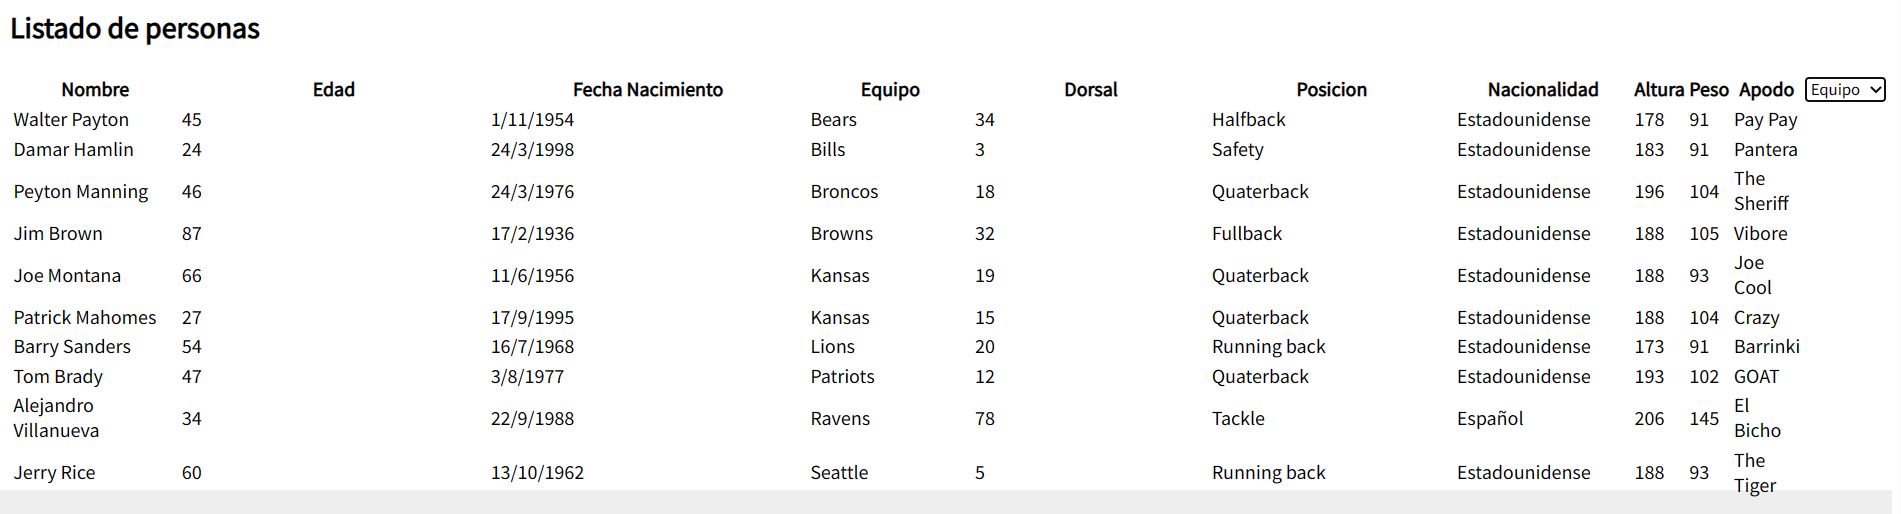 Listado de personas
Nombre Edad Fecha Nacimiento Equipo Dorsal Posicion Nacionalidad Altura Peso Apodo Equipo
Walter Payton 45 1/11/1954 Bears 34 Halfback Estadounidense 178 91 Pay Pay
Damar Hamlin 24 24/3/1998 Bills 3 Safety Estadounidense 183 91 Pantera
Peyton Manning 46 24/3/1976 Broncos 18 Quaterback Estadounidense 196 104 The
Sheriff
Jim Brown 87 17/2/1936 Browns 32 Fullback Estadounidense 188 105 Vibore
Joe Montana 66 11/6/1956 Kansas 19 Quaterback Estadounidense 188 93 Joe
Cool
Patrick Mahomes 27 17/9/1995 Kansas 15 Quaterback Estadounidense 188 104 Crazy
Barry Sanders 54 16/7/1968 Lions 20 Running back Estadounidense 173 91 Barrinki
Tom Brady 47 3/8/1977 Patriots 12 Quaterback Estadounidense 193 102 GOAT
Alejandro
Villanueva 34 22/9/1988 Ravens 78 Tackle Español 206 145 El
Bicho
Jerry Rice 60 13/10/1962 Seattle 5 Running back Estadounidense 188 93 The
Tiger